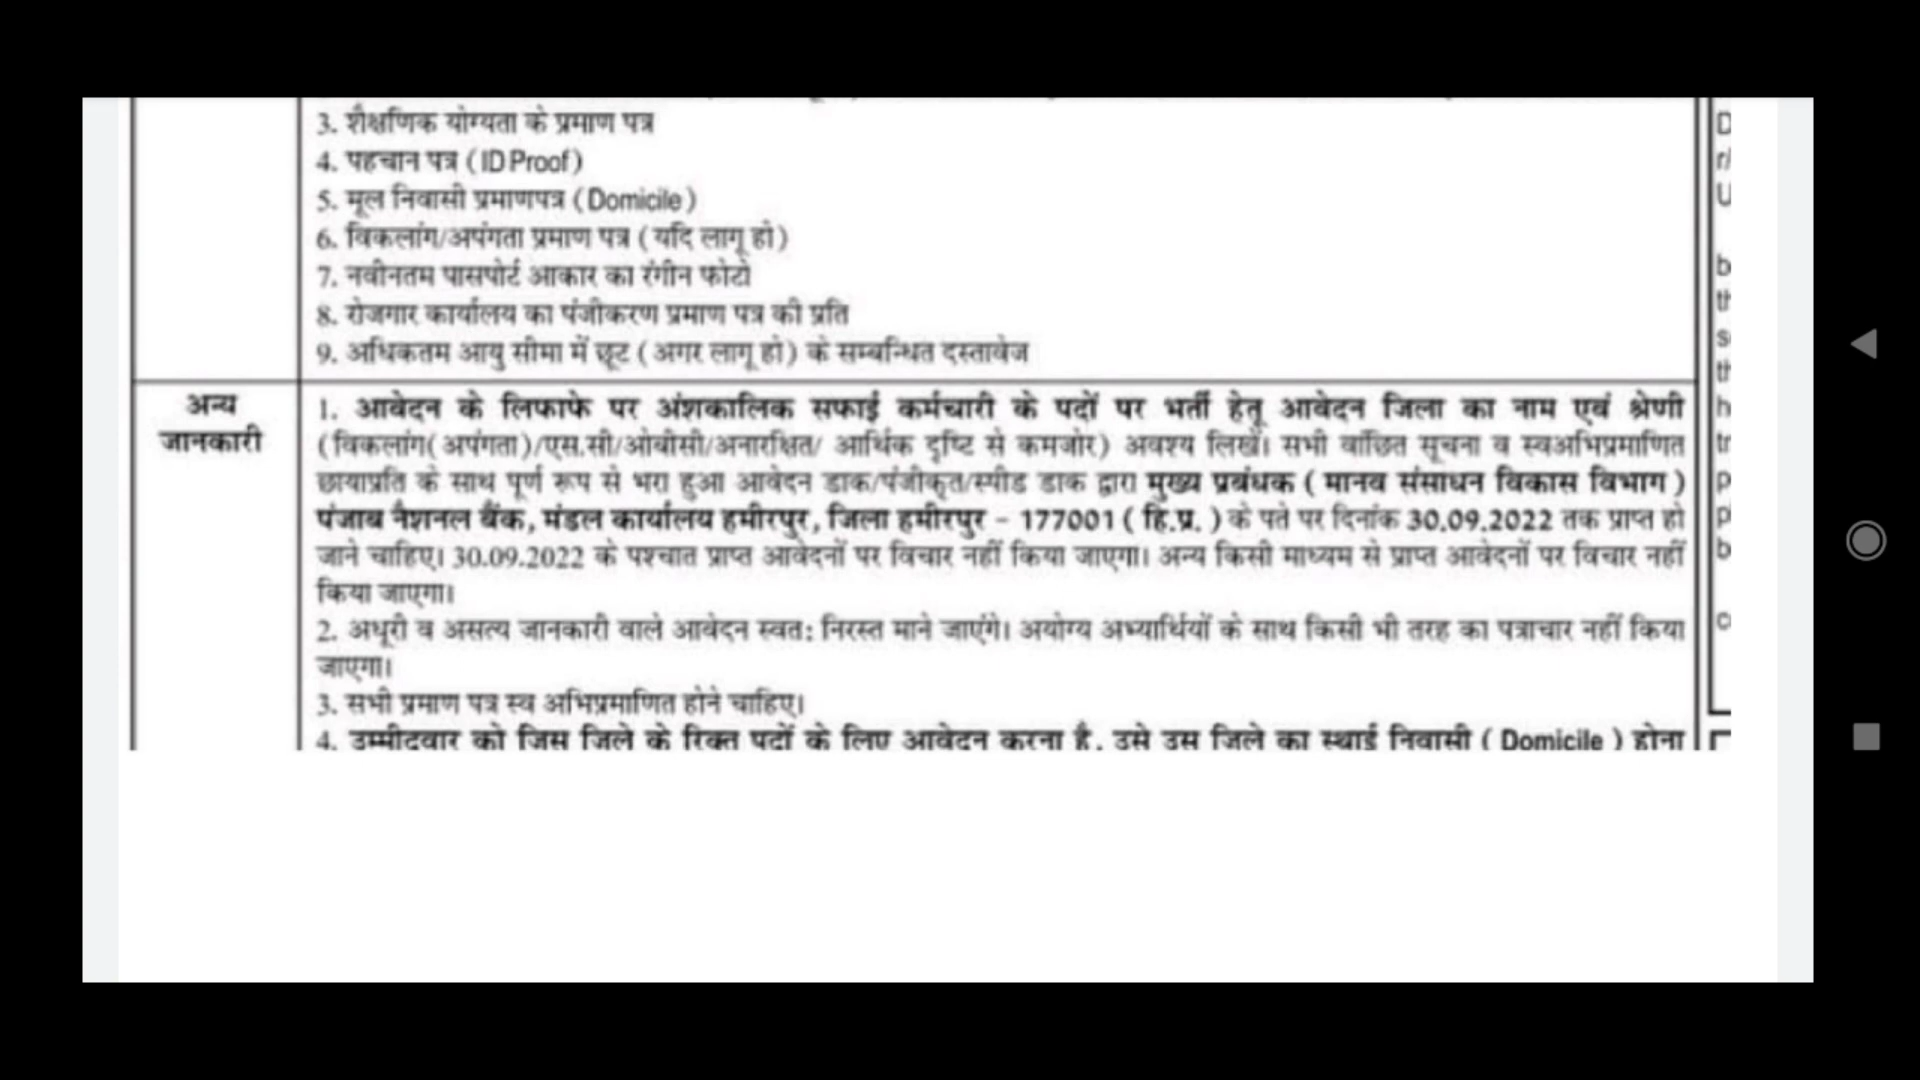 3. शैक्षणिक योग्यता के प्रमाण पत्र
4. पहचान पत्र (ID Proof)
5. मूल निवासी प्रमाणपत्र (Domicile)
6. विकलांग/अपंगता प्रमाण पत्र (यदि लागू हो)
7. नवीनतम पासपोर्ट आकार का रंगीन फोटो
8. रोजगार कार्यालय का पंजीकरण प्रमाण पत्र की प्रति
9. अधिकतम आयु सीमा में छूट (अगर लागू हो) के सम्बन्धित दस्तावेज
अन्य
जानकारी
1. आवेदन के लिफाफे पर अंशकालिक सफाई कर्मचारी के पदों पर भर्ती हेतू आवेदन जिला का नाम एवं श्रेणी
(विकलांग(अपंगता)/एस.सी/ओबीसी/अनारक्षित/ आर्थिक दृष्टि से कमजोर) अवश्य लिखें। सभी वांछित सूचना व स्वअभिप्रमाणित
छायाप्रति के साथ पूर्ण रूप से भरा हुआ आवेदन डाक/पंजीकृत/स्पीड डाक द्वारा मुख्य प्रबंधक (मानव संसाधन विकास विभाग)
पंजाब नैशनल बैंक, मंडल कार्यालय हमीरपुर, जिला हमीरपुर - 177001 (हि.प्र.) के पते पर दिनांक 30.09.2022 तक प्राप्त हो
जाने चाहिए। 30.09.2022 के पश्चात प्राप्त आवेदनों पर विचार नहीं किया जाएगा। अन्य किसी माध्यम से प्राप्त आवेदनों पर विचार नहीं
किया जाएगा।
2. अधूरी व असत्य जानकारी वाले आवेदन स्वत: निरस्त माने जाएंगे। अयोग्य अभ्यार्थियों के साथ किसी भी तरह का पत्राचार नहीं किया
जाएगा।
3. सभी प्रमाण पत्र स्व अभिप्रमाणित होने चाहिए।
4. उम्मीदवार को जिस जिले के रिक्त पदों के लिए आवेदन करना है, उसे उस जिले का स्थाई निवासी (Domicile) होना